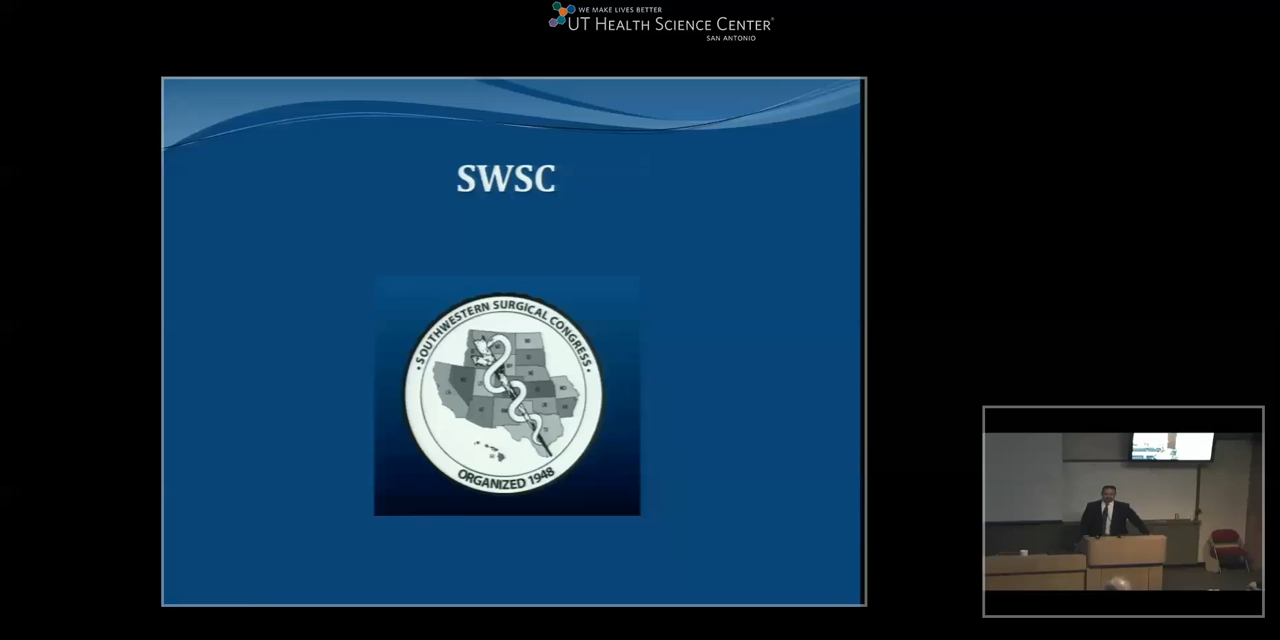 WE MAKE LIVES BETTER
UT HEALTH SCIENCE CENTER®
SAN ANTONIO
SWSC
• SOUTHWESTERN SURGICAL CONGRESS •
ORGANIZED 1948